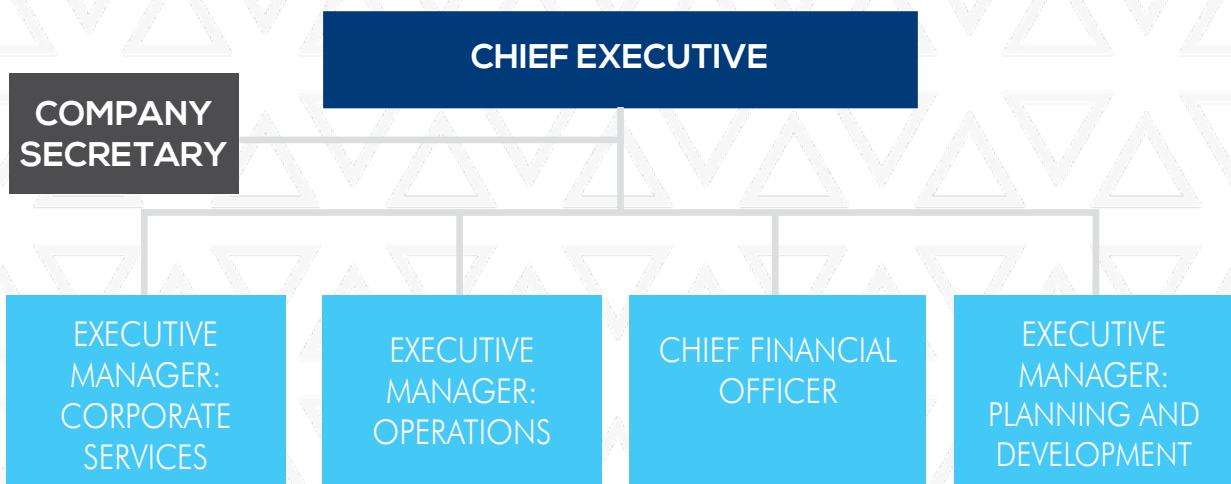 CHIEF EXECUTIVE
COMPANY
SECRETARY
EXECUTIVE
MANAGER:
CORPORATE
SERVICES
EXECUTIVE
MANAGER:
OPERATIONS
CHIEF FINANCIAL
OFFICER
EXECUTIVE
MANAGER:
PLANNING AND
DEVELOPMENT